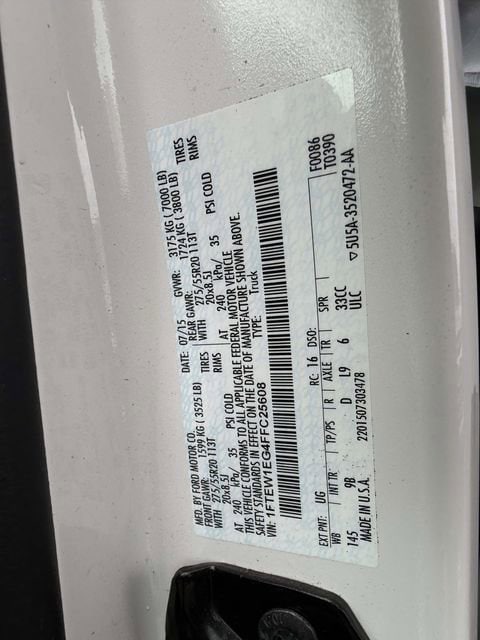 MFD. BY FORD MOTOR CO.
DATE: 07/15 GVWR: 3175 KG ( 7000 LB)
FRONT GAWR: 1599 KG ( 3525 LB) REAR GAWR: 1724 KG ( 3800 LB)
WITH 275/55R20 113T TIRES WITH 275/55R20 113T TIRES
20x8.5J RIMS 20x8.5J RIMS
AT 240 kPa/ 35 PSI COLD AT 240 kPa/ 35 PSI COLD
THIS VEHICLE CONFORMS TO ALL APPLICABLE FEDERAL MOTOR VEHICLE
SAFETY STANDARDS IN EFFECT ON THE DATE OF MANUFACTURE SHOWN ABOVE.
VIN: 1FTEW1EG4FFC25608 TYPE: Truck
F0086
T0390
EXT PNT: UG RC: 16 DSO:
WB INT TR TP/PS R AXLE TR SPR
145 9B D L9 6 33CC
ULC
MADE IN U.S.A. 2201507303478
▽5U5A-3520472-AA